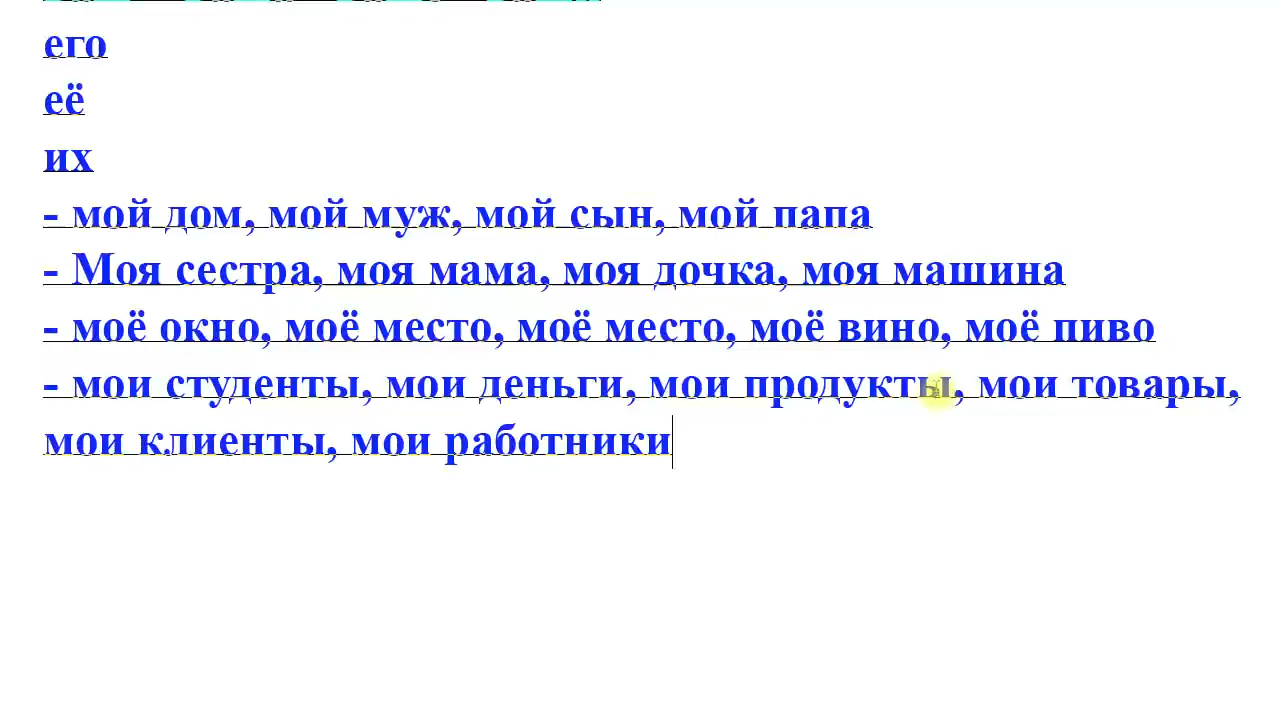 его
её
их
- мой дом, мой муж, мой сын, мой папа
- Моя сестра, моя мама, моя дочка, моя машина
- моё окно, моё место, моё место, моё вино, моё пиво
- мои студенты, мои деньги, мои продукты, мои товары,
мои клиенты, мои работники